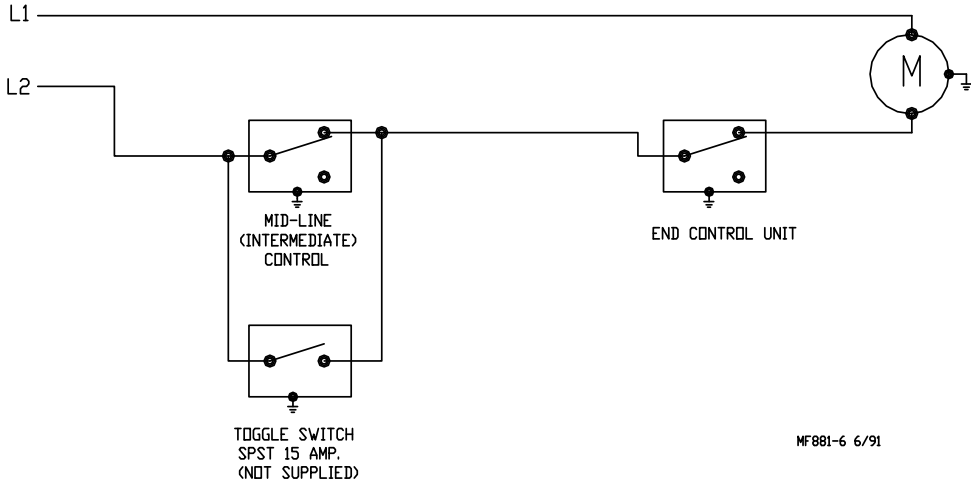 L1
M
L2
MID-LINE
(INTERMEDIATE)
CONTROL
END CONTROL UNIT
TOGGLE SWITCH
SPST 15 AMP.
(NOT SUPPLIED)
MF881-6 6/91